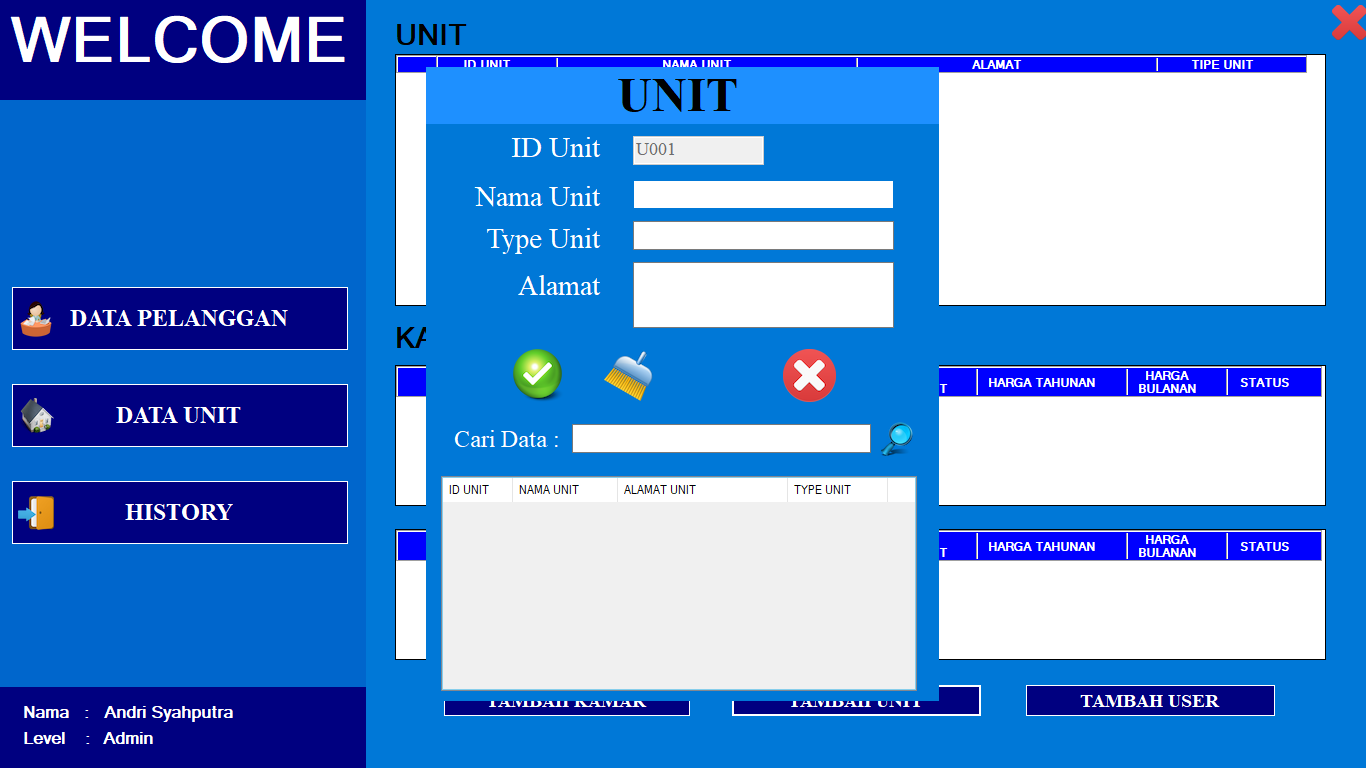 WELCOME
DATA PELANGGAN
DATA UNIT
HISTORY
Nama : Andri Syahputra
Level : Admin
UNIT
ID UNIT NAMA UNIT ALAMAT TIPE UNIT
UNIT
ID Unit U001
Nama Unit
Type Unit
Alamat
Cari Data :
ID UNIT NAMA UNIT ALAMAT UNIT TYPE UNIT
KA
T HARGA TAHUNAN HARGA BULANAN STATUS
T HARGA TAHUNAN HARGA BULANAN STATUS
TAMBAH KAMAR TAMBAH UNIT TAMBAH USER